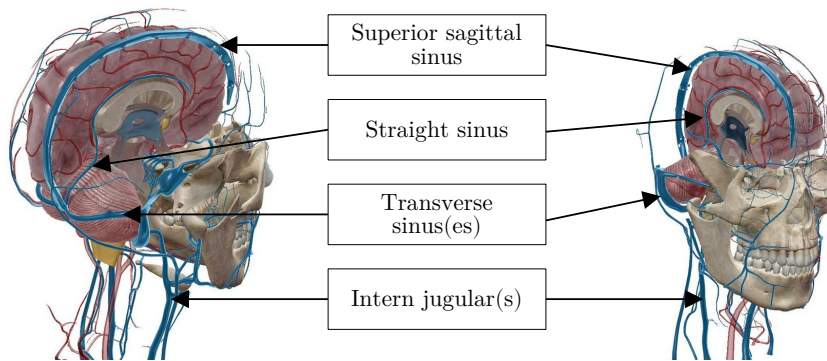 Superior sagittal
sinus
Straight sinus
Transverse
sinus(es)
Intern jugular(s)